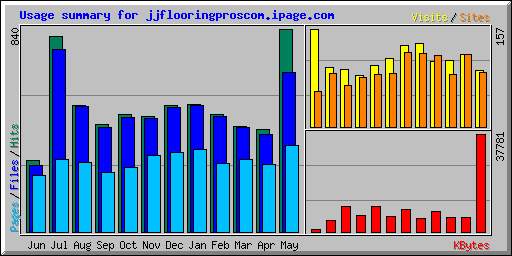 Usage summary for jjflooringproscom.ipage.com
Visits / Sites
840
157
Pages / Files / Hits
37781
Jun Jul Aug Sep Oct Nov Dec Jan Feb Mar Apr May
KBytes